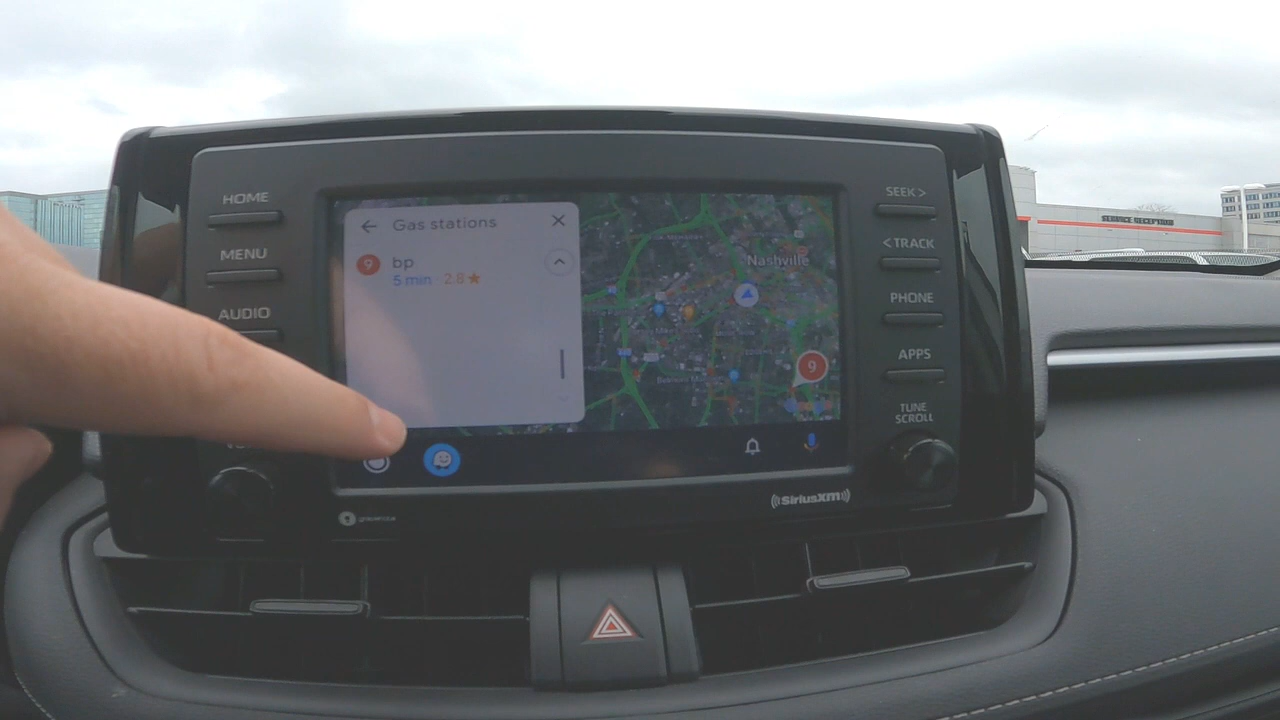 HOME
MENU
AUDIO
← Gas stations ×
9 bp
5 min 2.8 ★
Nashville
9
SEEK >
< TRACK
PHONE
APPS
TUNE
SCROLL
SiriusXM
SERVICE RECEPTION